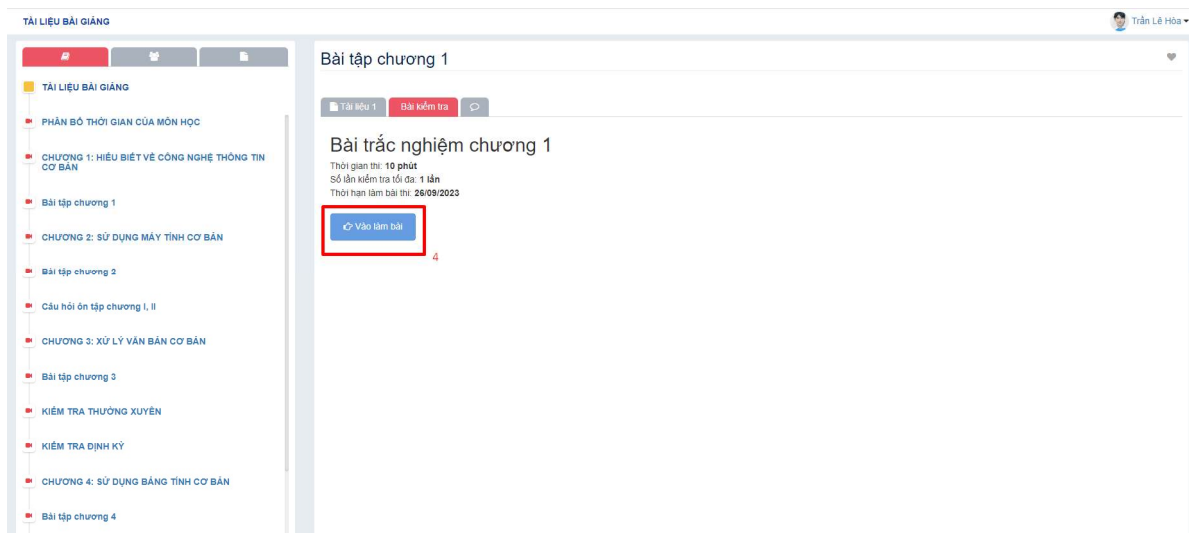 TÀI LIỆU BÀI GIẢNG
Trần Lê Hòa
TÀI LIỆU BÀI GIẢNG
PHÂN BỔ THỜI GIAN CỦA MÔN HỌC
CHƯƠNG 1: HIỂU BIẾT VỀ CÔNG NGHỆ THÔNG TIN
CƠ BẢN
Bài tập chương 1
CHƯƠNG 2: SỬ DỤNG MÁY TÍNH CƠ BẢN
Bài tập chương 2
Câu hỏi ôn tập chương I, II
CHƯƠNG 3: XỬ LÝ VĂN BẢN CƠ BẢN
Bài tập chương 3
KIỂM TRA THƯỜNG XUYÊN
KIỂM TRA ĐỊNH KỲ
CHƯƠNG 4: SỬ DỤNG BẢNG TÍNH CƠ BẢN
Bài tập chương 4
Bài tập chương 1
Tài liệu 1
Bài kiểm tra
Bài trắc nghiệm chương 1
Thời gian thi: 10 phút
Số lần kiểm tra tối đa: 1 lần
Thời hạn làm bài thi: 26/09/2023
Vào làm bài
4